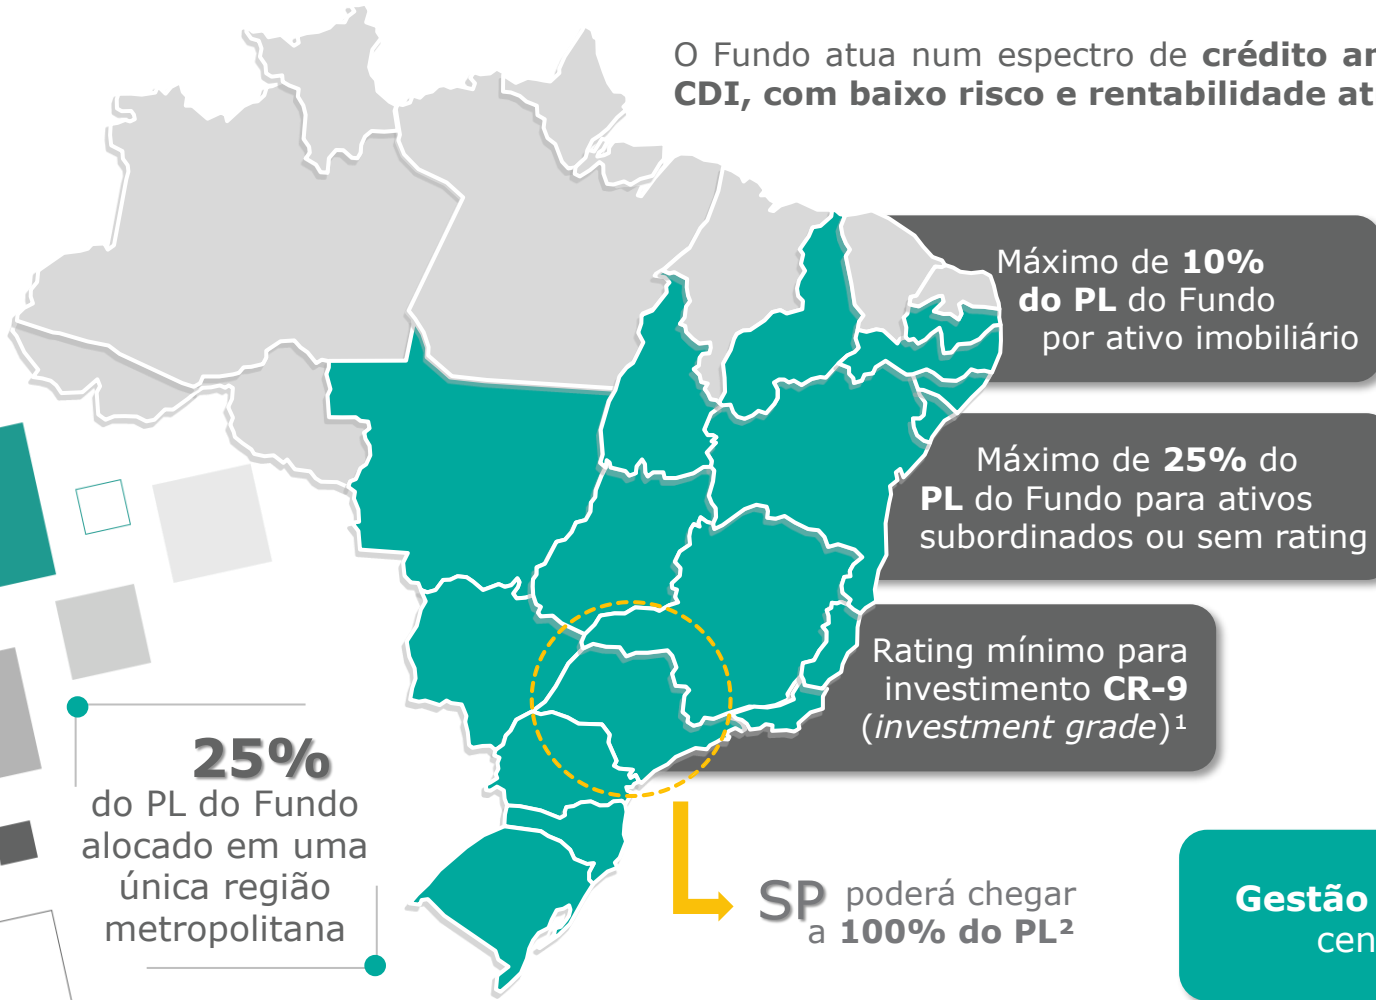 O Fundo atua num espectro de crédito
CDI, com baixo risco e rentabilidade
Máximo de 10%
do PL do Fundo
por ativo imobiliário
Máximo de 25% do
PL do Fundo para ativos
subordinados ou sem rating
Rating mínimo para
investimento CR-9
(investment grade)¹
25%
do PL do Fundo
alocado em uma
única região
metropolitana
SP poderá chegar
a 100% do PL²
Gestão